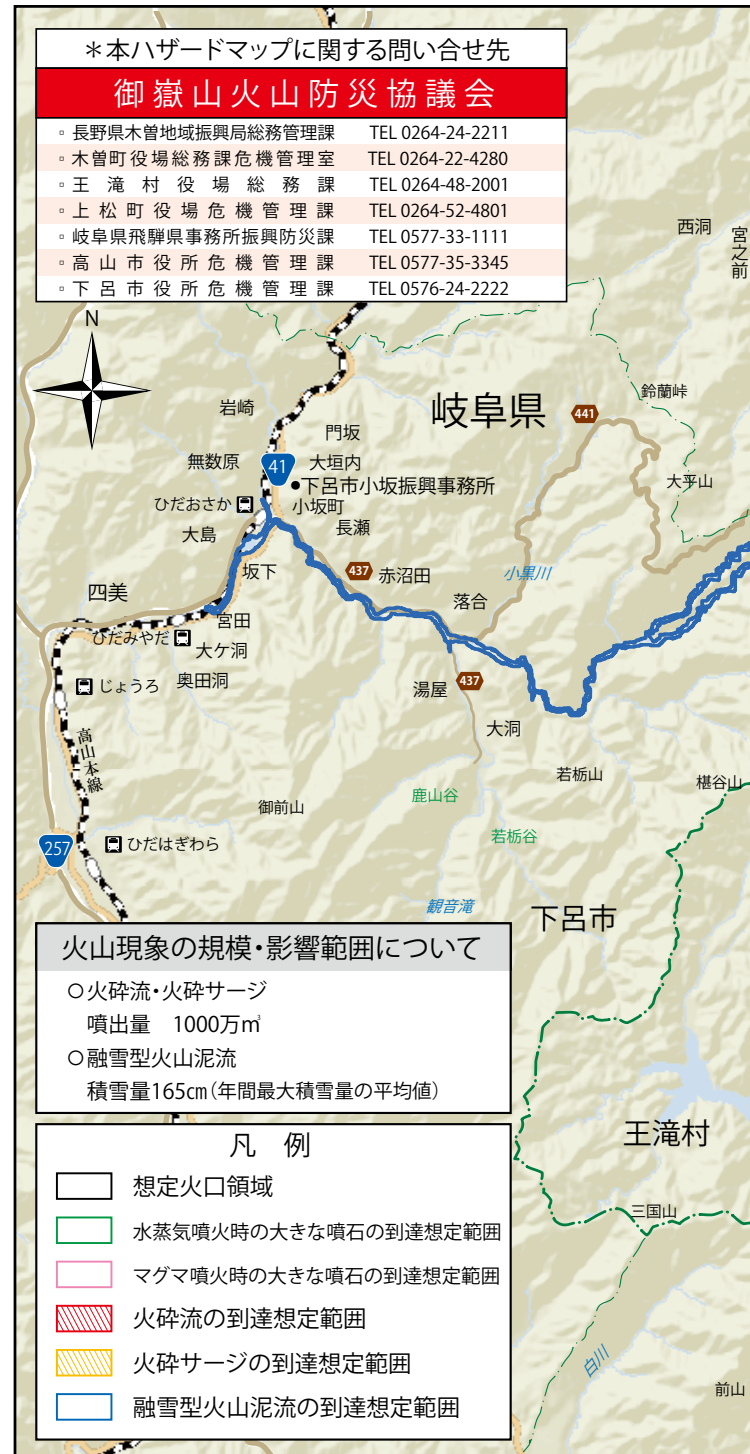 ＊本ハザードマップに関する問い合せ先
御嶽山火山防災協議会
▫ 長野県木曽地域振興局総務管理課 TEL 0264-24-2211
▫ 木曽町役場総務課危機管理室 TEL 0264-22-4280
▫ 王滝村役場総務課 TEL 0264-48-2001
▫ 上松町役場危機管理課 TEL 0264-52-4801
▫ 岐阜県飛騨県事務所振興防災課 TEL 0577-33-1111
▫ 高山市役所危機管理課 TEL 0577-35-3345
▫ 下呂市役所危機管理課 TEL 0576-24-2222
西洞
宮之前
N
岩崎
岐阜県
鈴蘭峠
441
門坂
無数原
41
大垣内
大平山
●下呂市小坂振興事務所
ひだおさか
小坂町
大島
長瀬
坂下
437
赤沼田
小黒川
四美
落合
宮田
ひだみやだ
大ケ洞
奥田洞
じょうろ
湯屋
437
大洞
高山本線
若栃山
椹谷山
鹿山谷
御前山
若栃谷
257
ひだはぎわら
観音滝
下呂市
火山現象の規模・影響範囲について
○火砕流・火砕サージ
噴出量 1000万㎥
○融雪型火山泥流
積雪量165㎝（年間最大積雪量の平均値）
王滝村
三国山
白川
前山
凡 例
想定火口領域
水蒸気噴火時の大きな噴石の到達想定範囲
マグマ噴火時の大きな噴石の到達想定範囲
火砕流の到達想定範囲
火砕サージの到達想定範囲
融雪型火山泥流の到達想定範囲